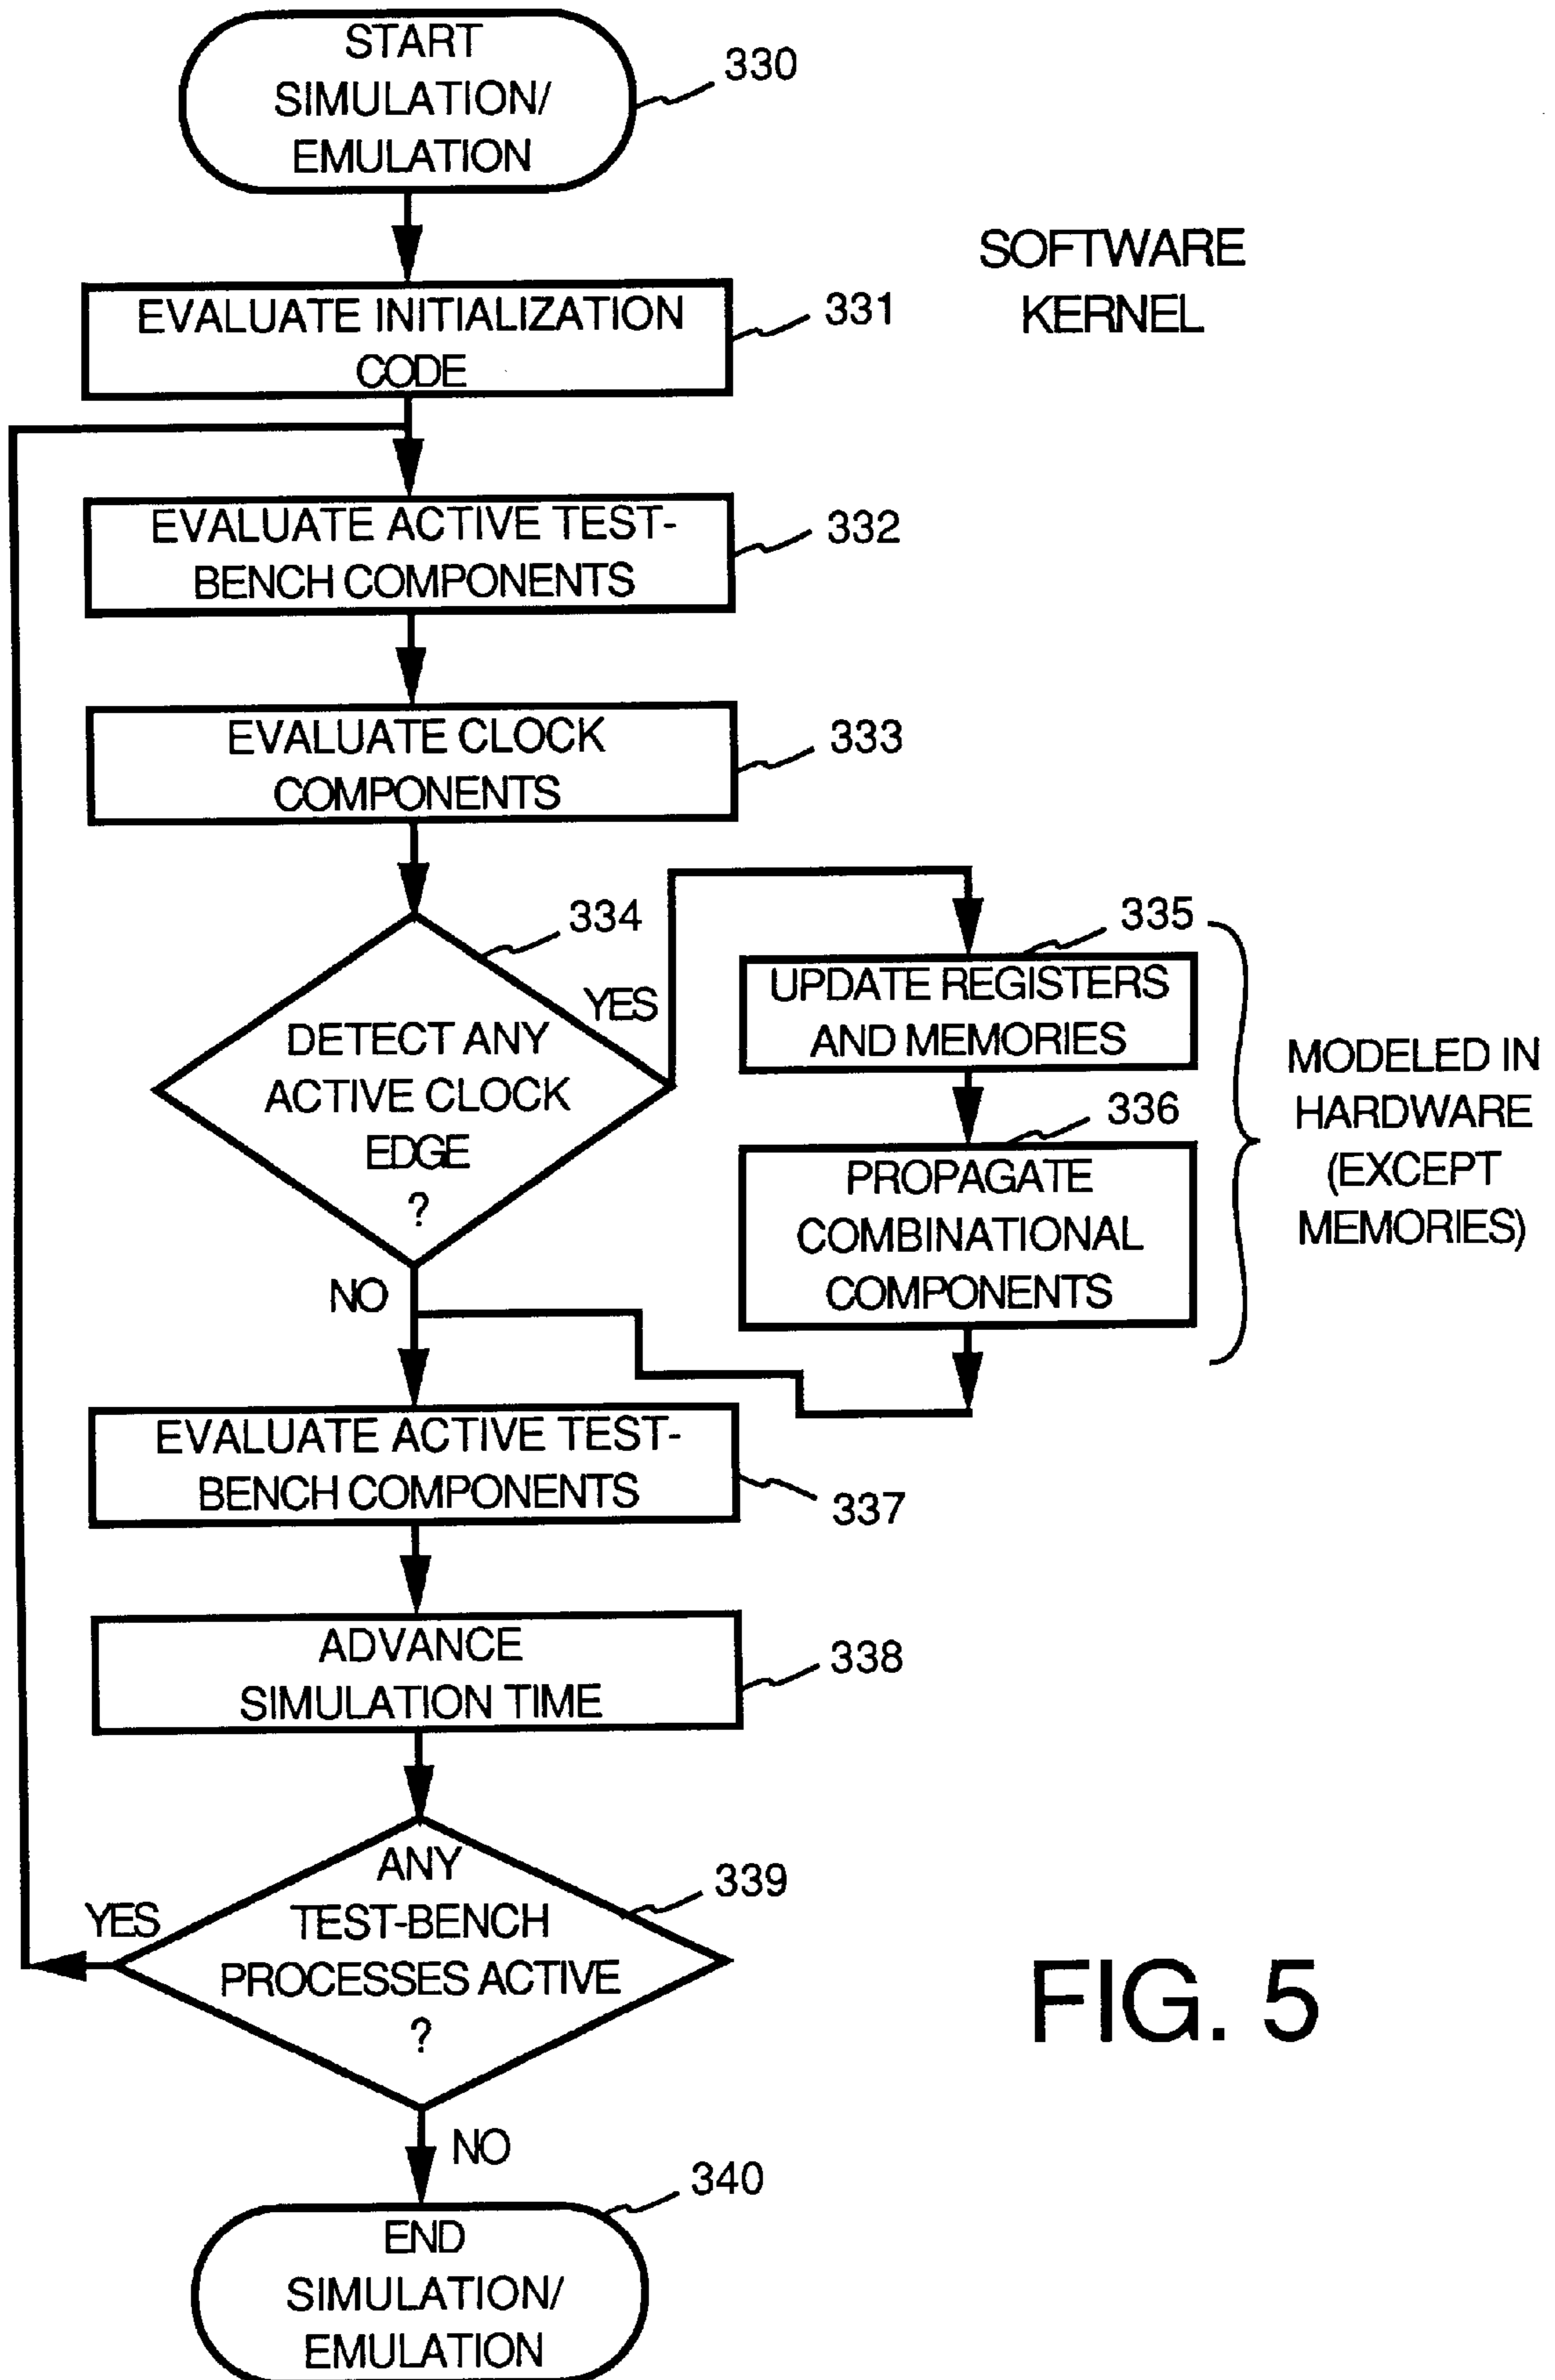 START
SIMULATION/
EMULATION
330
SOFTWARE
KERNEL
EVALUATE INITIALIZATION
CODE
331
EVALUATE ACTIVE TEST-
BENCH COMPONENTS
332
EVALUATE CLOCK
COMPONENTS
333
334
DETECT ANY
ACTIVE CLOCK
EDGE
?
YES
335
UPDATE REGISTERS
AND MEMORIES
336
PROPAGATE
COMBINATIONAL
COMPONENTS
MODELED IN
HARDWARE
(EXCEPT
MEMORIES)
NO
EVALUATE ACTIVE TEST-
BENCH COMPONENTS
337
ADVANCE
SIMULATION TIME
338
ANY
TEST-BENCH
PROCESSES ACTIVE
?
339
YES
NO
FIG. 5
340
END
SIMULATION/
EMULATION